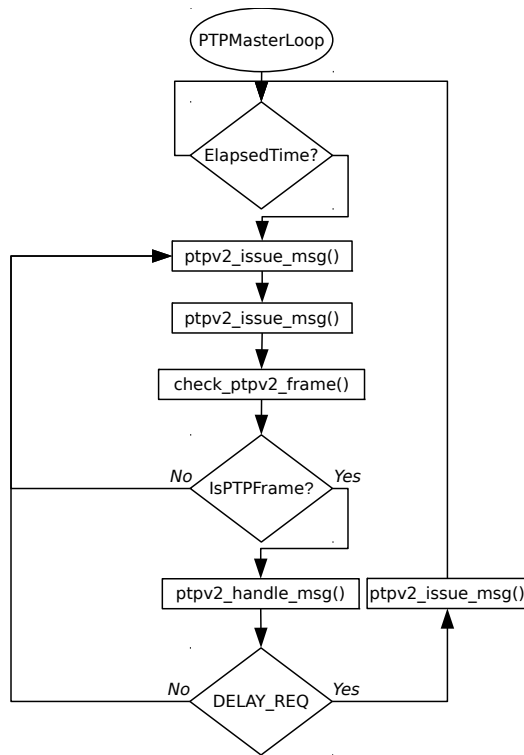 PTPMasterLoop
ElapsedTime?
ptpv2_issue_msg()
ptpv2_issue_msg()
check_ptpv2_frame()
No
Yes
IsPTPFrame?
ptpv2_handle_msg()
ptpv2_issue_msg()
No
Yes
DELAY_REQ